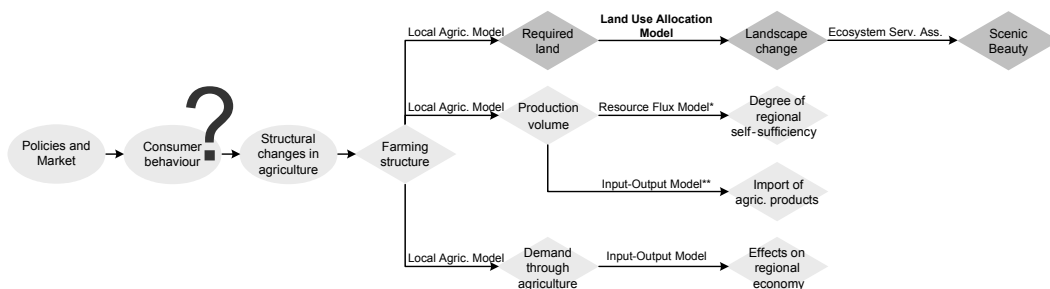 Policies and
Market
Consumer
behaviour
?
Structural
changes in
agriculture
Farming
structure
Local Agric. Model
Required
land
Land Use Allocation
Model
Landscape
change
Ecosystem Serv. Ass.
Scenic
Beauty
Local Agric. Model
Production
volume
Resource Flux Model*
Degree of
regional
self-sufficiency
Input-Output Model**
Import of
agric. products
Local Agric. Model
Demand
through
agriculture
Input-Output Model
Effects on
regional
economy